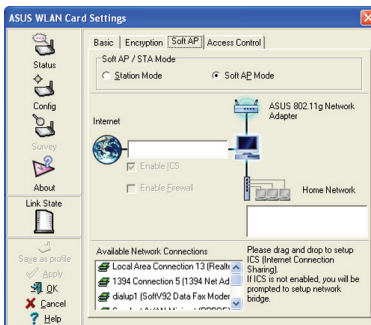 ASUS WLAN Card Settings
Status
Config
Survey
About
Link State
Save as profile
Apply
OK
Cancel
Help
Basic
Encryption
Soft AP
Access Control
Soft AP / STA Mode
Station Mode
Soft AP Mode
Internet
ASUS 802.11g Network
Adapter
Enable ICS
Enable Firewall
Home Network
Available Network Connections
Local Area Connection 13 (Realt
1394 Connection 5 (1394 Net Ad
dialup1 (SoftV92 Data Fax Moder
Please drag and drop to setup
ICS (Internet Connection
Sharing).
If ICS is not enabled, you will be
prompted to setup network
bridge.